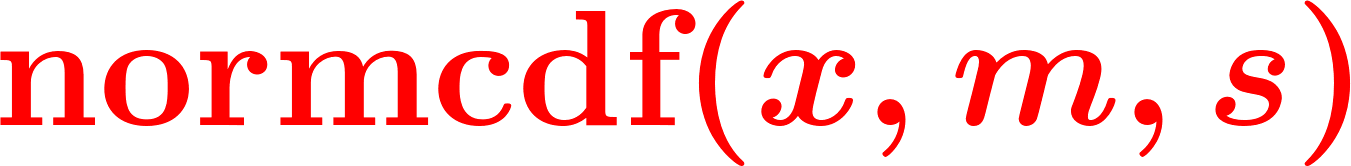 normcdf(x, m, s)